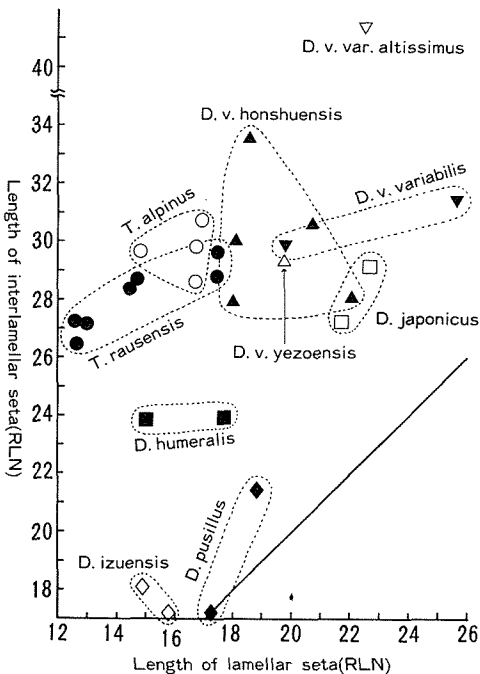 D. v. var. altissimus
40
D. v. honshuensis
34
32
30
28
26
24
22
20
18
Length of interlamellar seta(RLN)
D. v. variabilis
T. alpinus
T. rausensis
D. japonicus
D. v. yezoensis
D. humeralis
D. pusillus
D. izuensis
12 14 16 18 20 22 24 26
Length of lamellar seta(RLN)